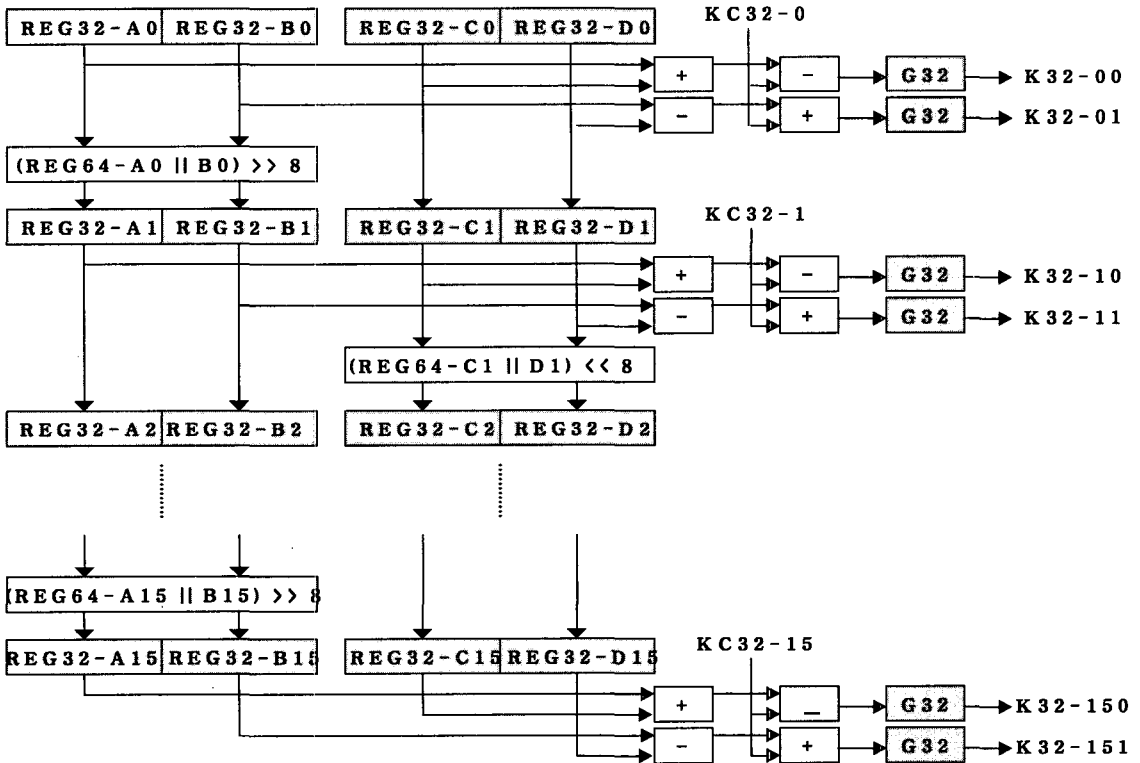 KC32-0
REG32-A0 REG32-B0 REG32-C0 REG32-D0
+ - G32 K32-00
- + G32 K32-01
(REG64-A0 || B0) >> 8
KC32-1
REG32-A1 REG32-B1 REG32-C1 REG32-D1
+ - G32 K32-10
- + G32 K32-11
(REG64-C1 || D1) << 8
REG32-A2 REG32-B2 REG32-C2 REG32-D2
(REG64-A15 || B15) >> 8
KC32-15
REG32-A15 REG32-B15 REG32-C15 REG32-D15
+ - G32 K32-150
- + G32 K32-151